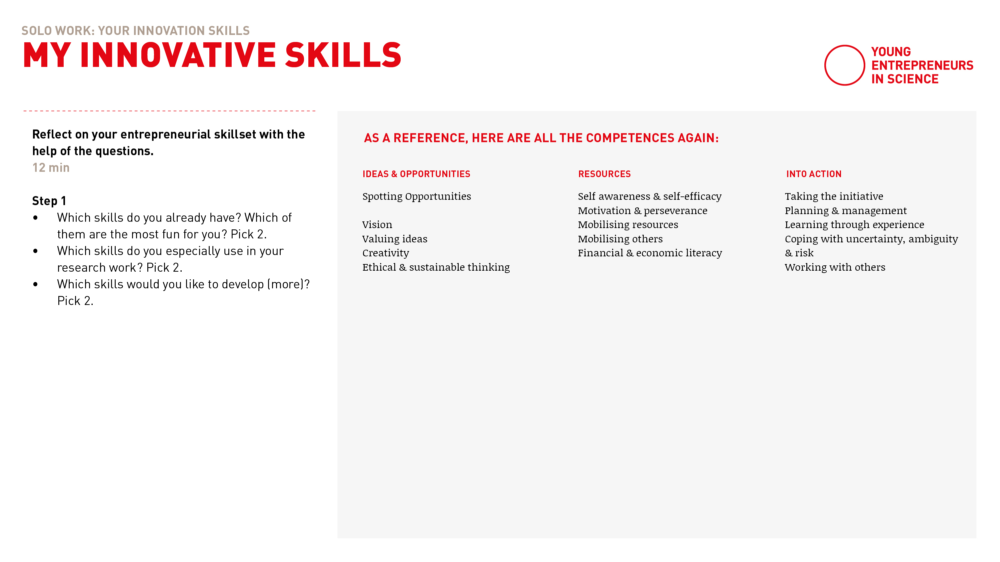 SOLO WORK: YOUR INNOVATION SKILLS
MY INNOVATIVE SKILLS
YOUNG
ENTREPRENEURS
IN SCIENCE
Reflect on your entrepreneurial skillset with the
help of the questions.
12 min
Step 1
• Which skills do you already have? Which of
them are the most fun for you? Pick 2.
• Which skills do you especially use in your
research work? Pick 2.
• Which skills would you like to develop (more)?
Pick 2.
AS A REFERENCE, HERE ARE ALL THE COMPETENCES AGAIN:
IDEAS & OPPORTUNITIES
Spotting Opportunities
Vision
Valuing ideas
Creativity
Ethical & sustainable thinking
RESOURCES
Self awareness & self-efficacy
Motivation & perseverance
Mobilising resources
Mobilising others
Financial & economic literacy
INTO ACTION
Taking the initiative
Planning & management
Learning through experience
Coping with uncertainty, ambiguity
& risk
Working with others